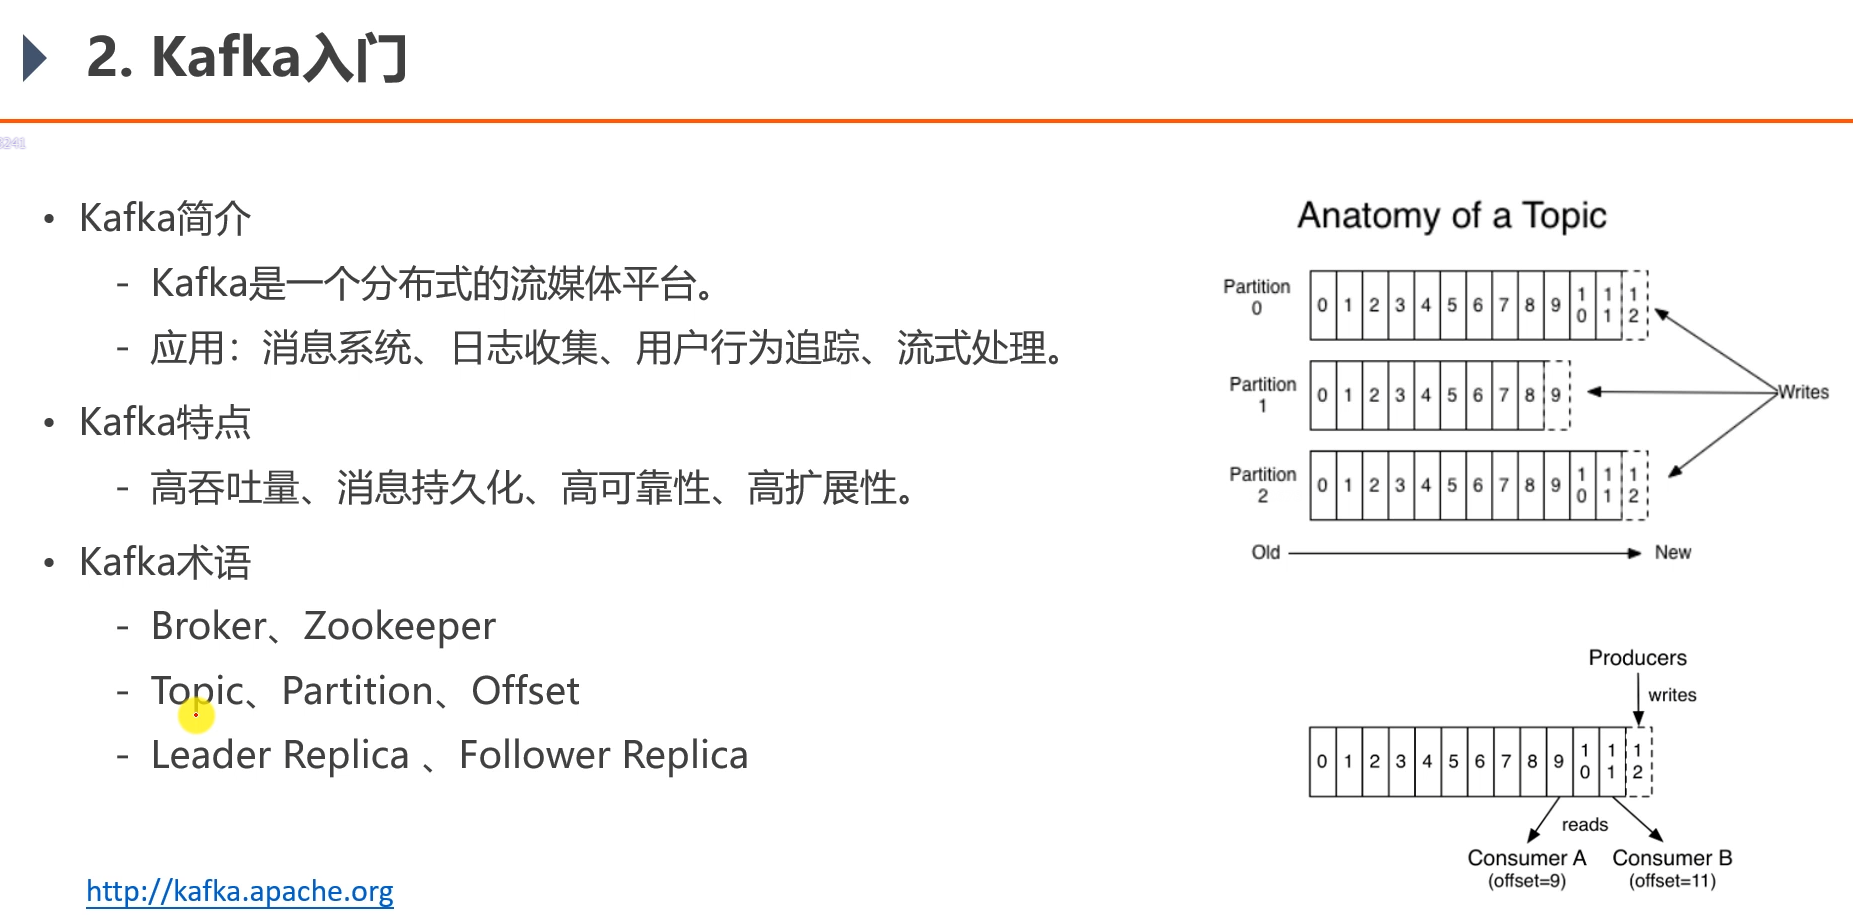 2. Kafka入门
• Kafka简介
- Kafka是一个分布式的流媒体平台。
- 应用：消息系统、日志收集、用户行为追踪、流式处理。
• Kafka特点
- 高吞吐量、消息持久化、高可靠性、高扩展性。
• Kafka术语
- Broker、Zookeeper
- Topic、Partition、Offset
- Leader Replica 、Follower Replica
http://kafka.apache.org
Anatomy of a Topic
Partition 0
0 1 2 3 4 5 6 7 8 9 10 11 12
Partition 1
0 1 2 3 4 5 6 7 8 9
Partition 2
0 1 2 3 4 5 6 7 8 9 10 11 12
Writes
Old
New
Producers
writes
0 1 2 3 4 5 6 7 8 9 10 11 12
reads
Consumer A
(offset=9)
Consumer B
(offset=11)